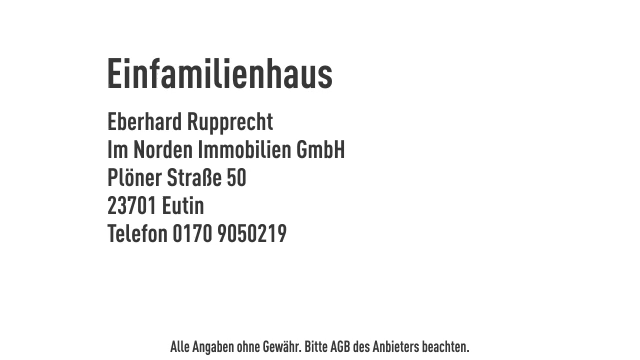 Einfamilienhaus
Eberhard Rupprecht
Im Norden Immobilien GmbH
Plöner Straße 50
23701 Eutin
Telefon 0170 9050219
Alle Angaben ohne Gewähr. Bitte AGB des Anbieters beachten.